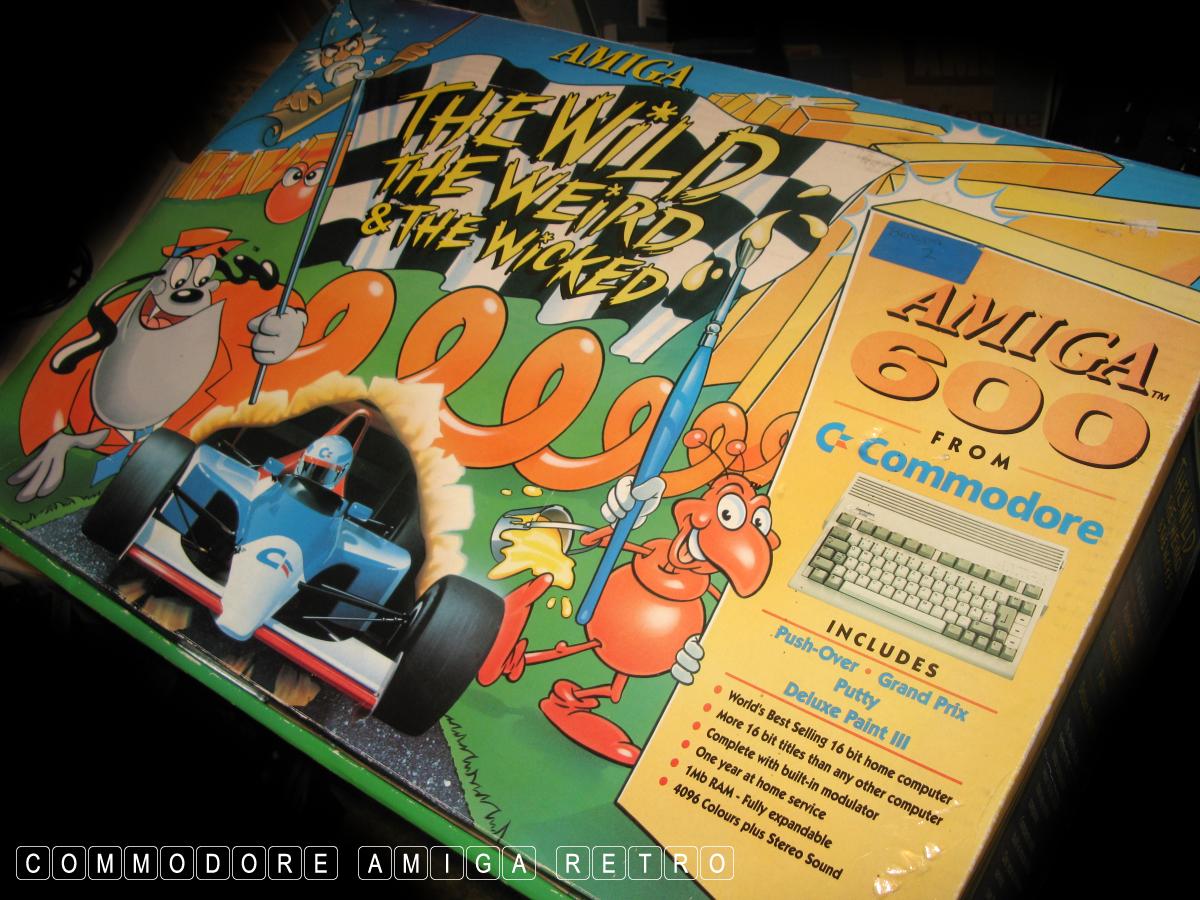 AMIGA
THE WiLD
THE WEiRD
& THE WiCKED
2
AMIGA™
600
FROM
Commodore
INCLUDES
Push-Over • Grand Prix
Putty
Deluxe Paint III
• World's Best Selling 16 bit home computer
• More 16 bit titles than any other computer
• Complete with built-in modulator
• One year at home service
• 1Mb RAM - Fully expandable
• 4096 Colours plus Stereo Sound
COMMODORE AMIGA RETRO